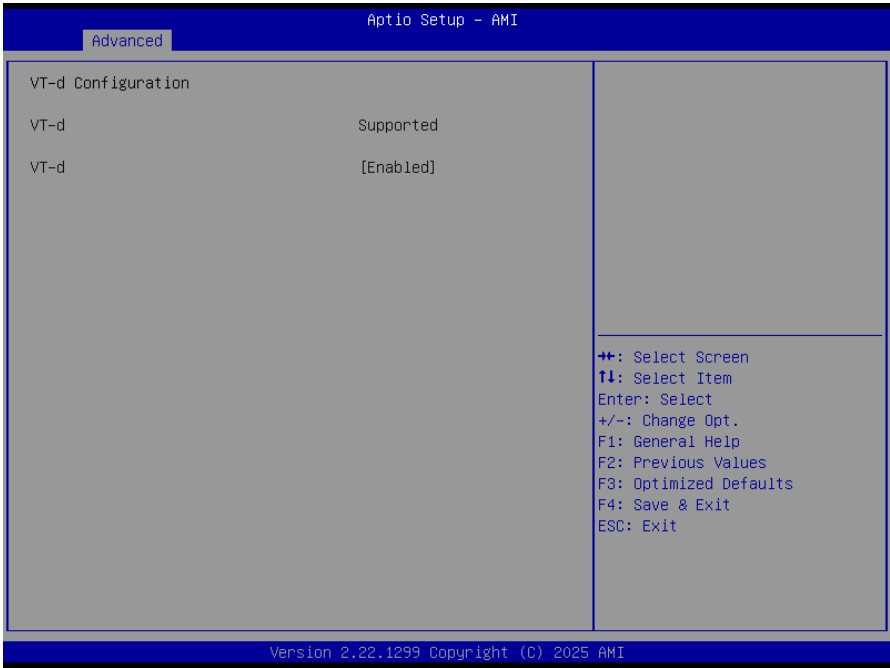 Aptio Setup – AMI
Advanced
VT-d Configuration
VT-d Supported
VT-d [Enabled]
→←: Select Screen
↑↓: Select Item
Enter: Select
+/-: Change Opt.
F1: General Help
F2: Previous Values
F3: Optimized Defaults
F4: Save & Exit
ESC: Exit
Version 2.22.1299 Copyright (C) 2025 AMI